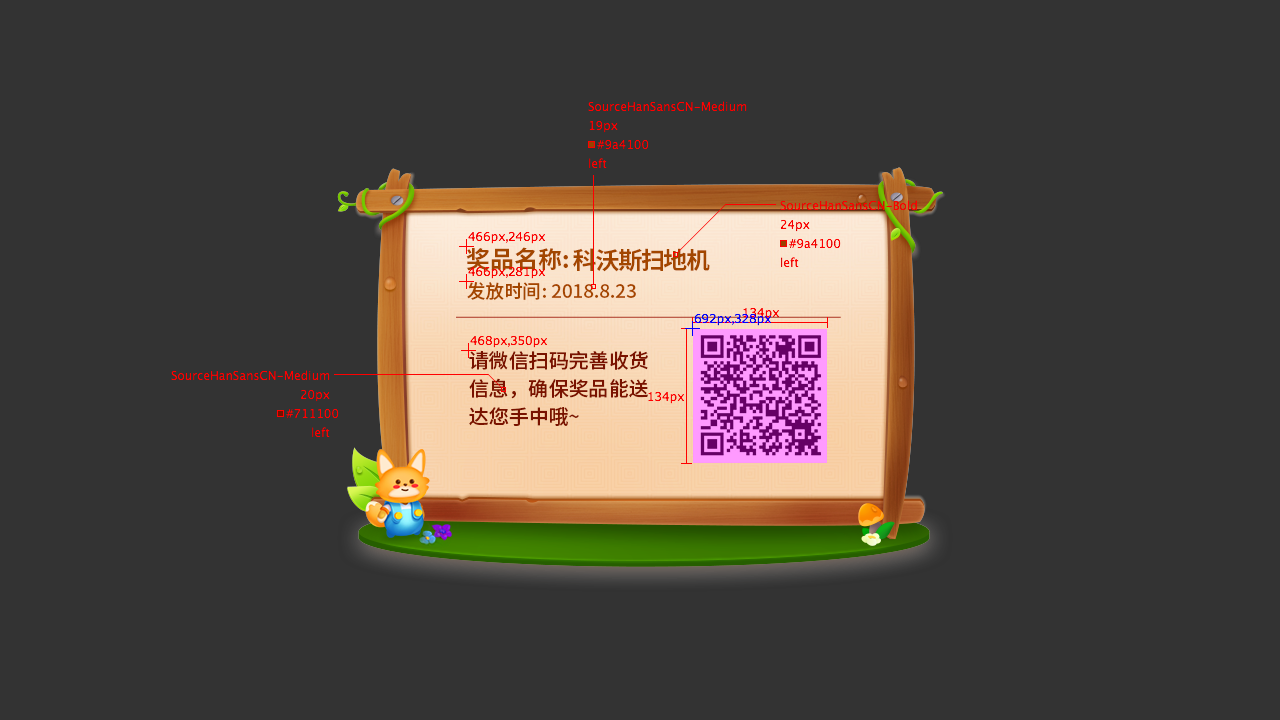 SourceHanSansCN-Medium
19px
#9a4100
left
SourceHanSansCN-Bold
24px
#9a4100
left
466px,246px
奖品名称: 科沃斯扫地机
466px,281px
发放时间: 2018.8.23
134px
692px,328px
468px,350px
请微信扫码完善收货
信息，确保奖品能送
达您手中哦~
134px
SourceHanSansCN-Medium
20px
#711100
left